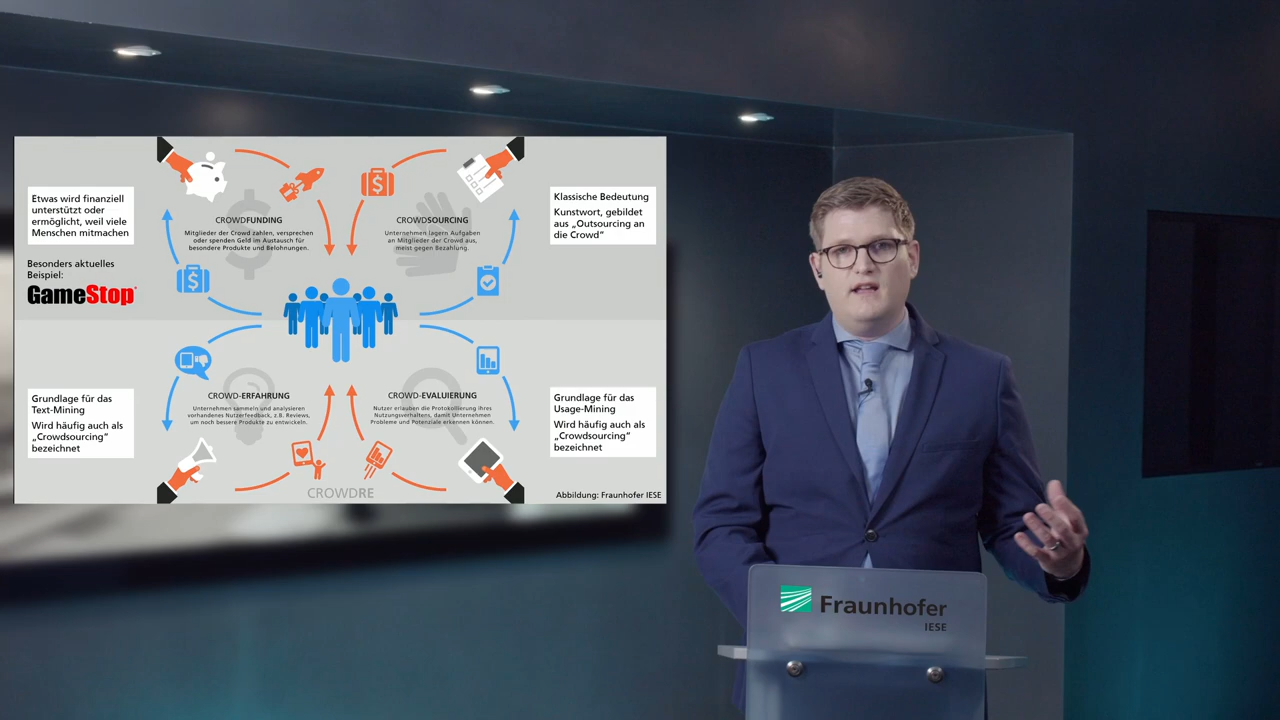 Etwas wird finanziell
unterstützt oder
ermöglicht, weil viele
Menschen mitmachen
Besonders aktuelles
Beispiel:
GameStop
CROWDFUNDING
Mitglieder der Crowd zahlen, versprechen
oder spenden Geld im Austausch für
besondere Produkte und Belohnungen.
CROWDSOURCING
Unternehmen lagern Aufgaben
an Mitglieder der Crowd aus,
meist gegen Bezahlung.
Klassische Bedeutung
Kunstwort, gebildet
aus „Outsourcing an
die Crowd“
Grundlage für das
Text-Mining
Wird häufig auch als
„Crowdsourcing“
bezeichnet
CROWD-ERFAHRUNG
Unternehmen sammeln und analysieren
vorhandenes Nutzerfeedback, z.B. Reviews,
um noch bessere Produkte zu entwickeln.
CROWD-EVALUIERUNG
Nutzer erlauben die Protokollierung ihres
Nutzungsverhaltens, damit Unternehmen
Probleme und Potenziale erkennen können.
Grundlage für das
Usage-Mining
Wird häufig auch als
„Crowdsourcing“
bezeichnet
CROWDRE
Abbildung: Fraunhofer IESE
Fraunhofer
IESE